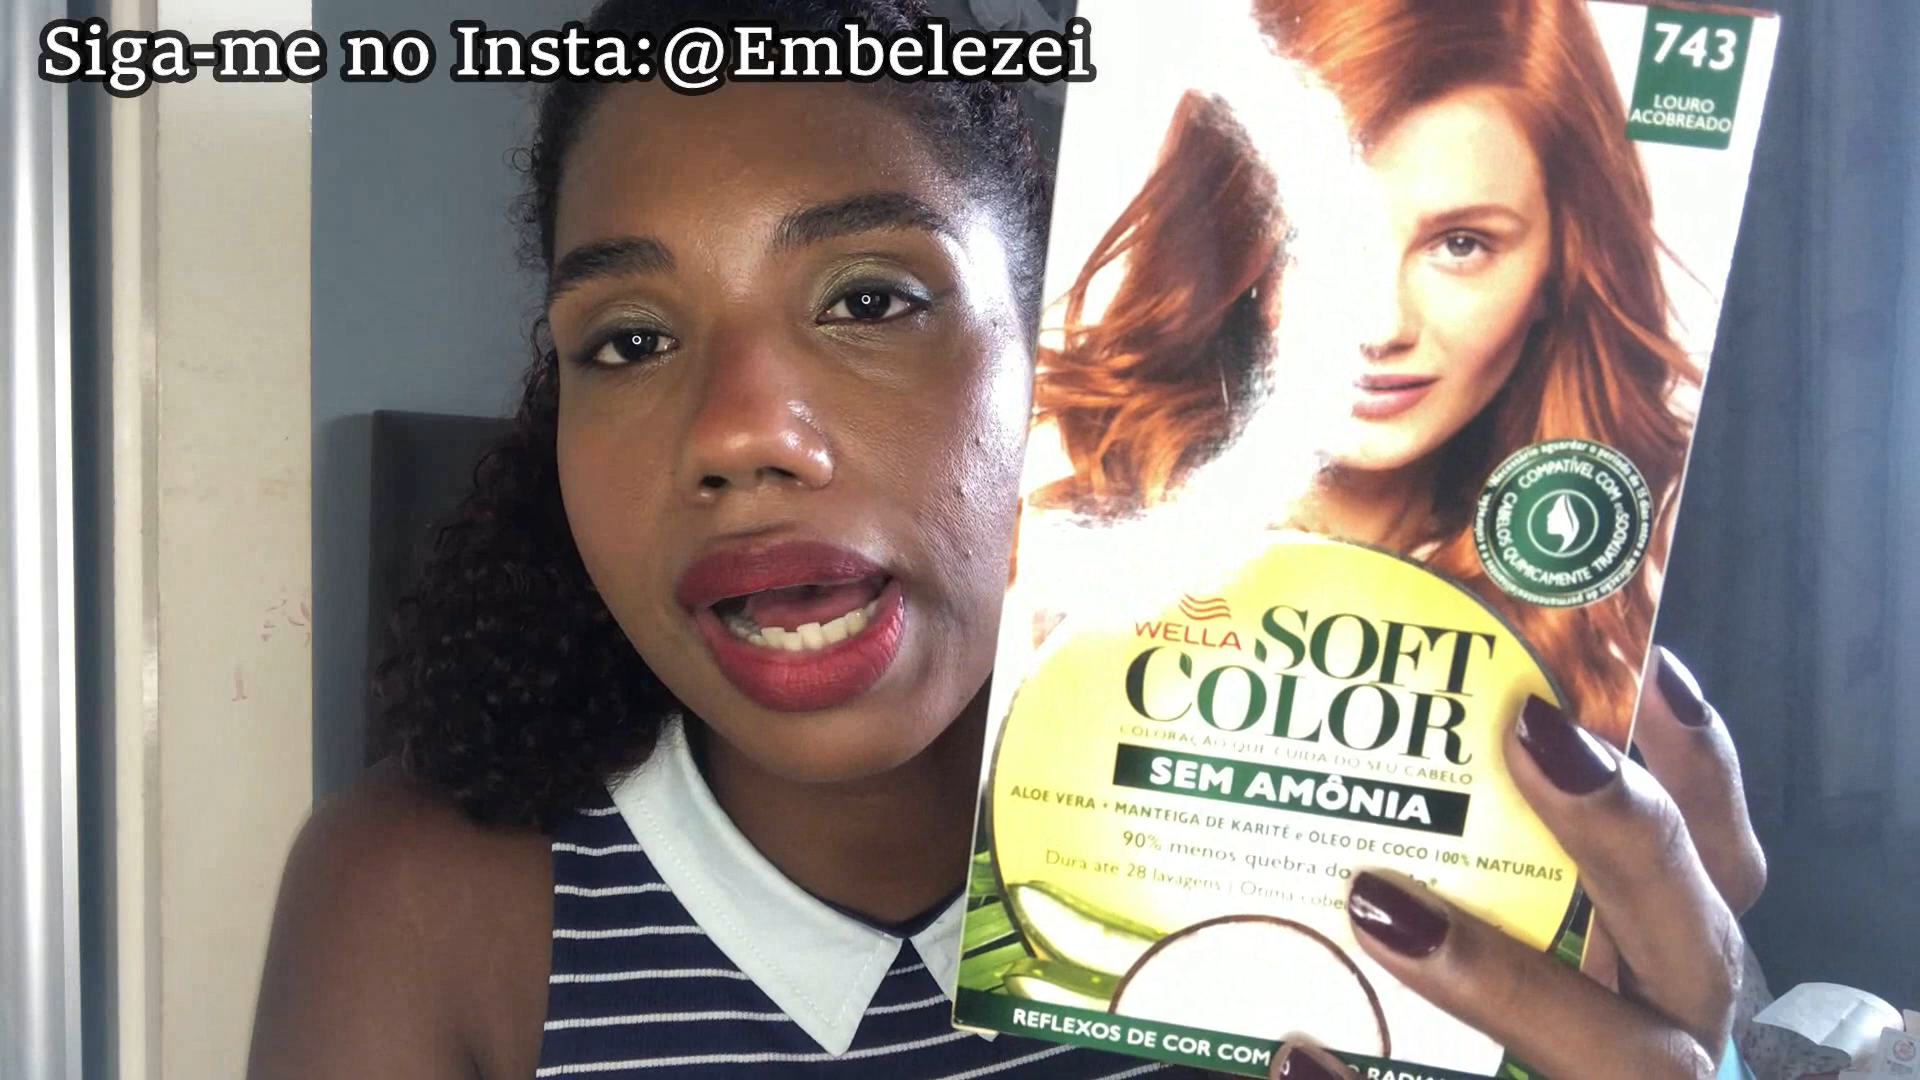 Siga-me no Insta:@Embelezei
743
LOURO
ACOBREADO
COMPATÍVEL COM
CABELOS QUIMICAMENTE TRATADOS
WELLA SOFT
COLOR
COLORAÇÃO QUE CUIDA DO SEU CABELO
SEM AMÔNIA
ALOE VERA • MANTEIGA DE KARITÉ e ÓLEO DE COCO 100% NATURAIS
90% menos quebra do
Dura até 28 lavagens |
REFLEXOS DE COR COM